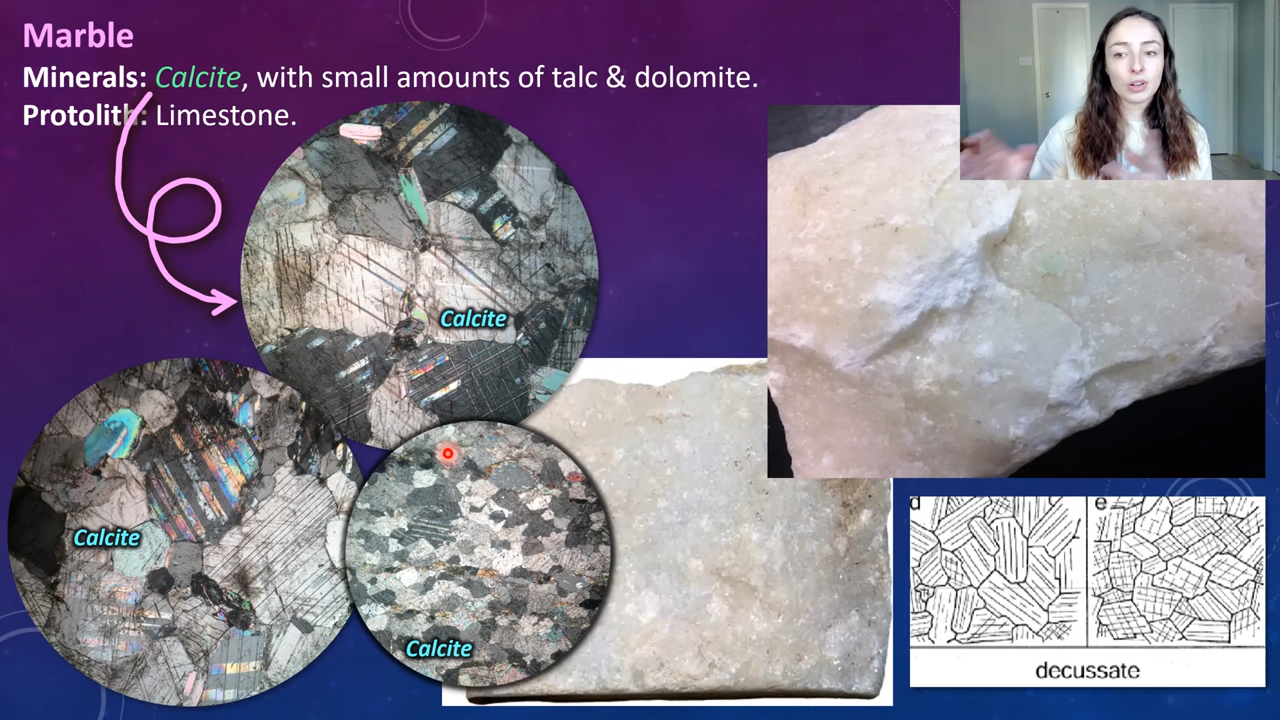 Marble
Minerals: Calcite, with small amounts of talc & dolomite.
Protolith: Limestone.
Calcite
Calcite
Calcite
d
e
decussate